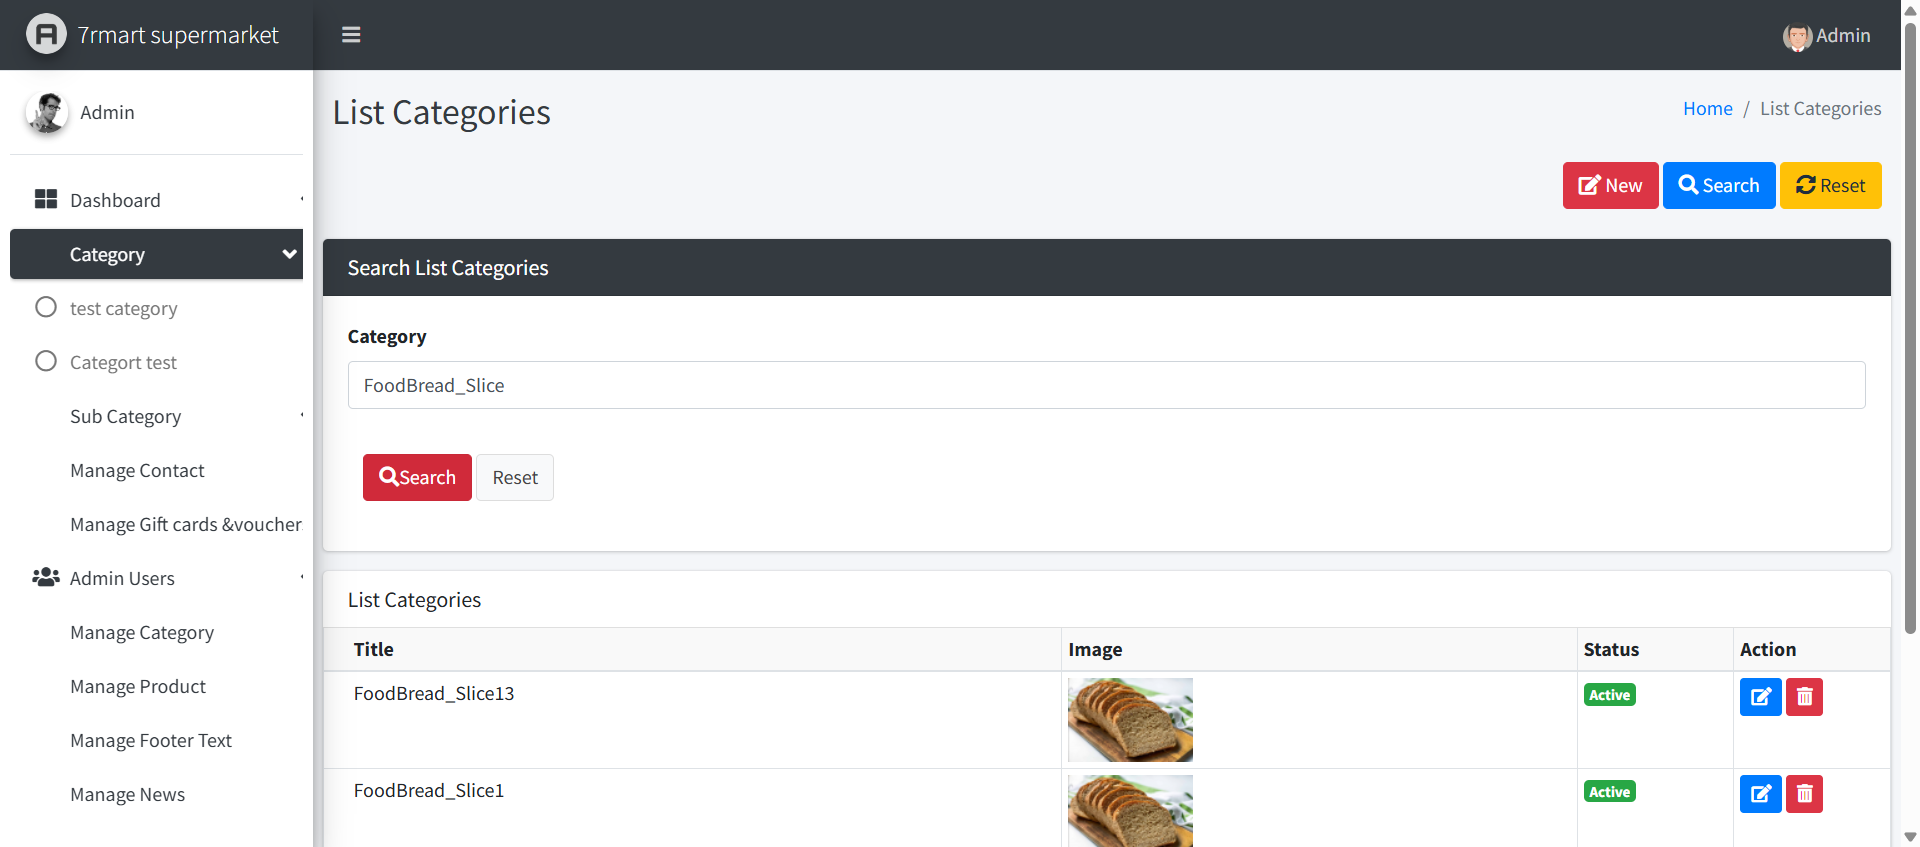 7rmart supermarket
Admin
Admin
List Categories
Home / List Categories
New
Search
Reset
Dashboard
Category
test category
Categort test
Sub Category
Manage Contact
Manage Gift cards &voucher
Admin Users
Manage Category
Manage Product
Manage Footer Text
Manage News
Search List Categories
Category
FoodBread_Slice
Search
Reset
List Categories
Title Image Status Action
FoodBread_Slice13 Active
FoodBread_Slice1 Active